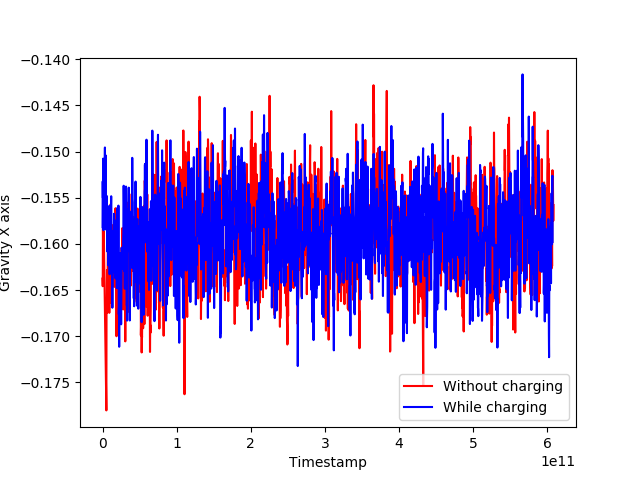 −0.140
−0.145
−0.150
−0.155
−0.160
−0.165
−0.170
−0.175
Gravity X axis
Without charging
While charging
0 1 2 3 4 5 6
1e11
Timestamp